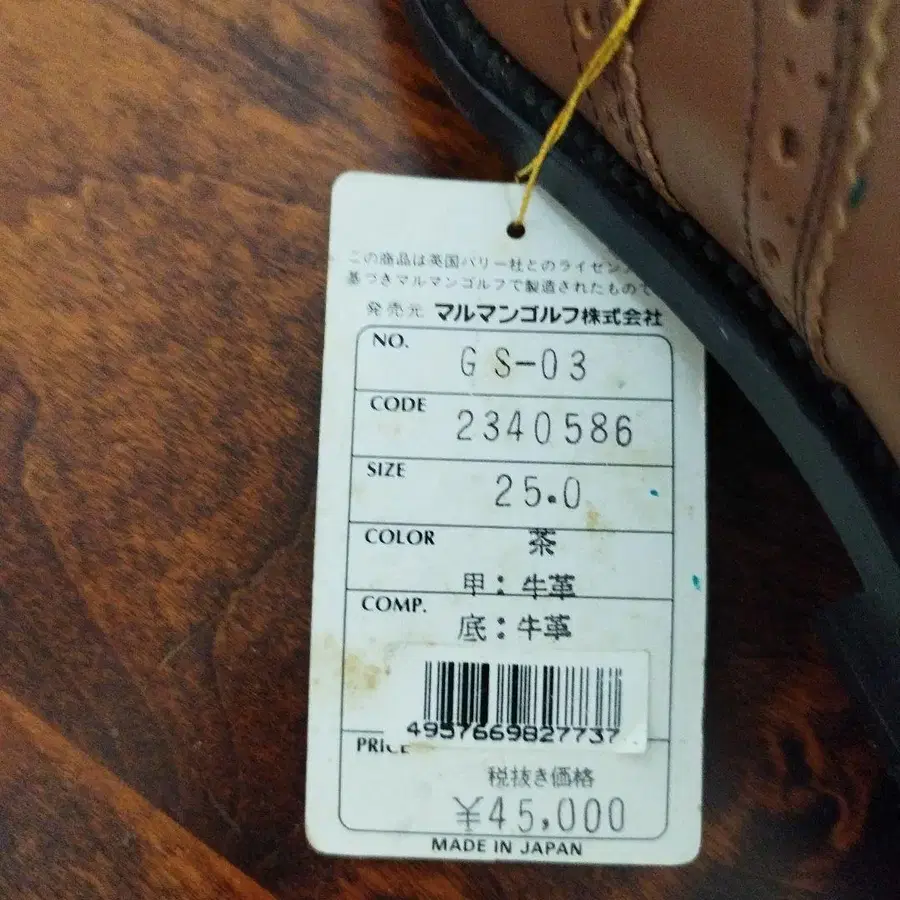 この商品は英国バリー社とのライセンス
基づきマルマンゴルフで製造されたもので
発売元 マルマンゴルフ株式会社
NO. GS-03
CODE 2340586
SIZE 25.0
COLOR 茶
甲:牛革
COMP.
底:牛革
4957669827737
PRICE
税抜き価格
¥45,000
MADE IN JAPAN